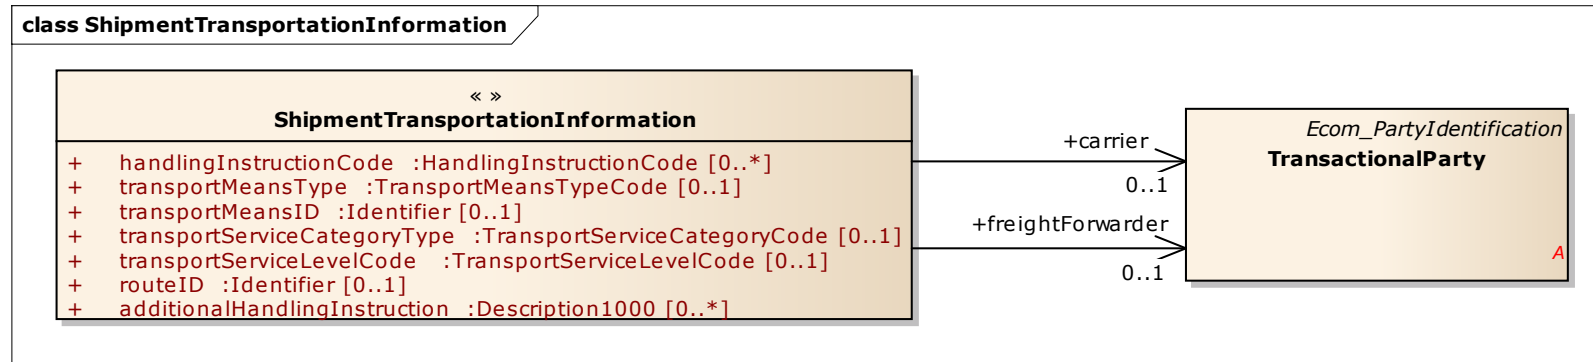 class ShipmentTransportationInformation
« »
ShipmentTransportationInformation
+ handlingInstructionCode :HandlingInstructionCode [0..*]
+ transportMeansType :TransportMeansTypeCode [0..1]
+ transportMeansID :Identifier [0..1]
+ transportServiceCategoryType :TransportServiceCategoryCode [0..1]
+ transportServiceLevelCode :TransportServiceLevelCode [0..1]
+ routeID :Identifier [0..1]
+ additionalHandlingInstruction :Description1000 [0..*]
+carrier
0..1
+freightForwarder
0..1
Ecom_PartyIdentification
TransactionalParty
A